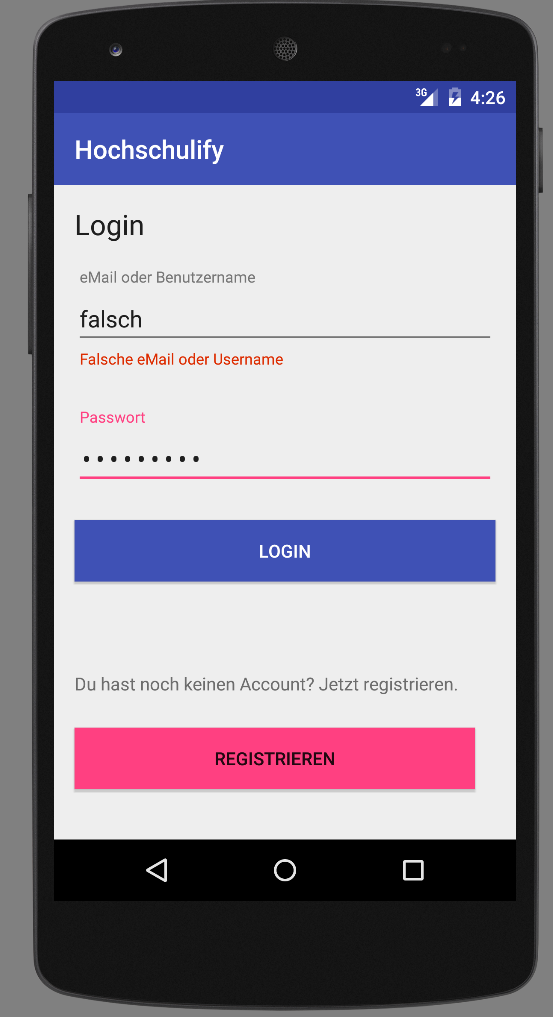 3G 4:26
Hochschulify
Login
eMail oder Benutzername
falsch
Falsche eMail oder Username
Passwort
•••••••••
LOGIN
Du hast noch keinen Account? Jetzt registrieren.
REGISTRIEREN